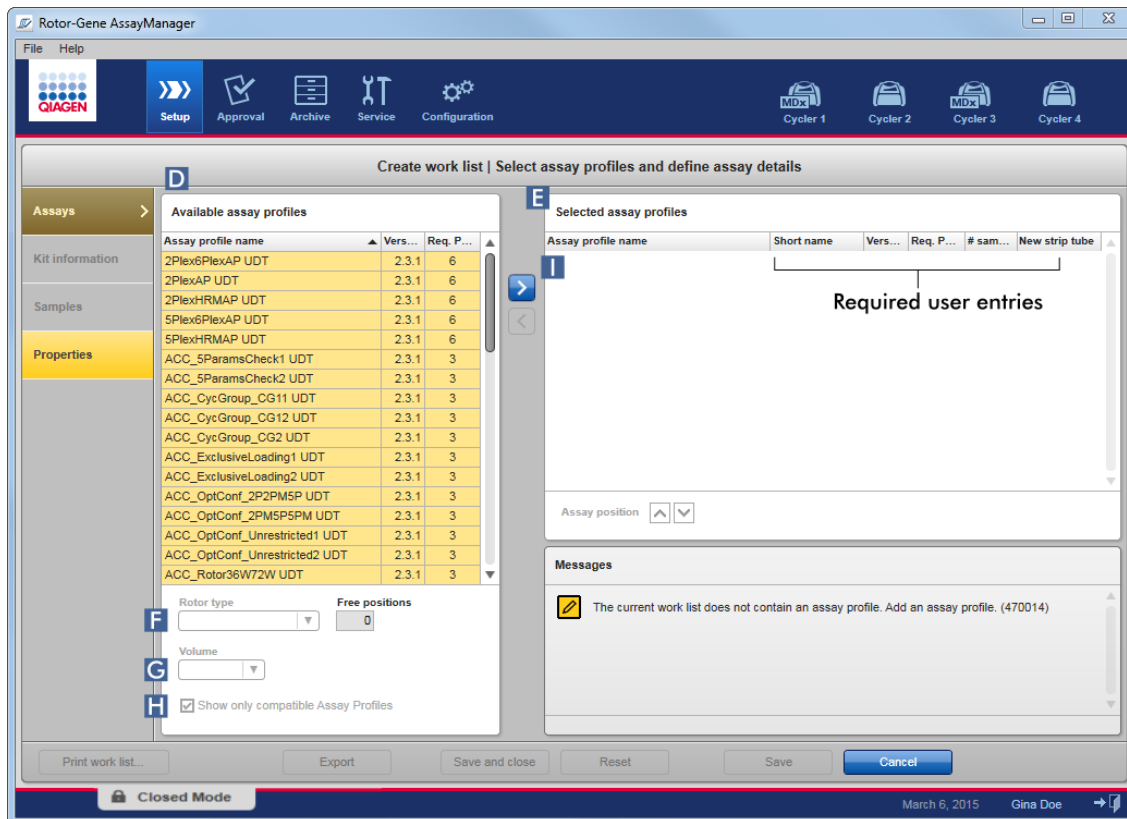 Rotor-Gene AssayManager
File Help
QIAGEN
Setup Approval Archive Service Configuration
MDx MDx
Cycler 1 Cycler 2 Cycler 3 Cycler 4
Create work list | Select assay profiles and define assay details
D
E
Assays
Kit information
Samples
Properties
Available assay profiles
Assay profile name Vers... Req. P...
2Plex6PlexAP UDT 2.3.1 6
2PlexAP UDT 2.3.1 6
2PlexHRMAP UDT 2.3.1 6
5Plex6PlexAP UDT 2.3.1 6
5PlexHRMAP UDT 2.3.1 6
ACC_5ParamsCheck1 UDT 2.3.1 3
ACC_5ParamsCheck2 UDT 2.3.1 3
ACC_CycGroup_CG11 UDT 2.3.1 3
ACC_CycGroup_CG12 UDT 2.3.1 3
ACC_CycGroup_CG2 UDT 2.3.1 3
ACC_ExclusiveLoading1 UDT 2.3.1 3
ACC_ExclusiveLoading2 UDT 2.3.1 3
ACC_OptConf_2P2PM5P UDT 2.3.1 3
ACC_OptConf_2PM5P5PM UDT 2.3.1 3
ACC_OptConf_Unrestricted1 UDT 2.3.1 3
ACC_OptConf_Unrestricted2 UDT 2.3.1 3
ACC_Rotor36W72W UDT 2.3.1 3
Rotor type Free positions
F 0
Volume
G
H Show only compatible Assay Profiles
Selected assay profiles
Assay profile name Short name Vers... Req. P... # sam... New strip tube
I
Required user entries
Assay position
Messages
The current work list does not contain an assay profile. Add an assay profile. (470014)
Print work list... Export Save and close Reset Save Cancel
Closed Mode
March 6, 2015 Gina Doe